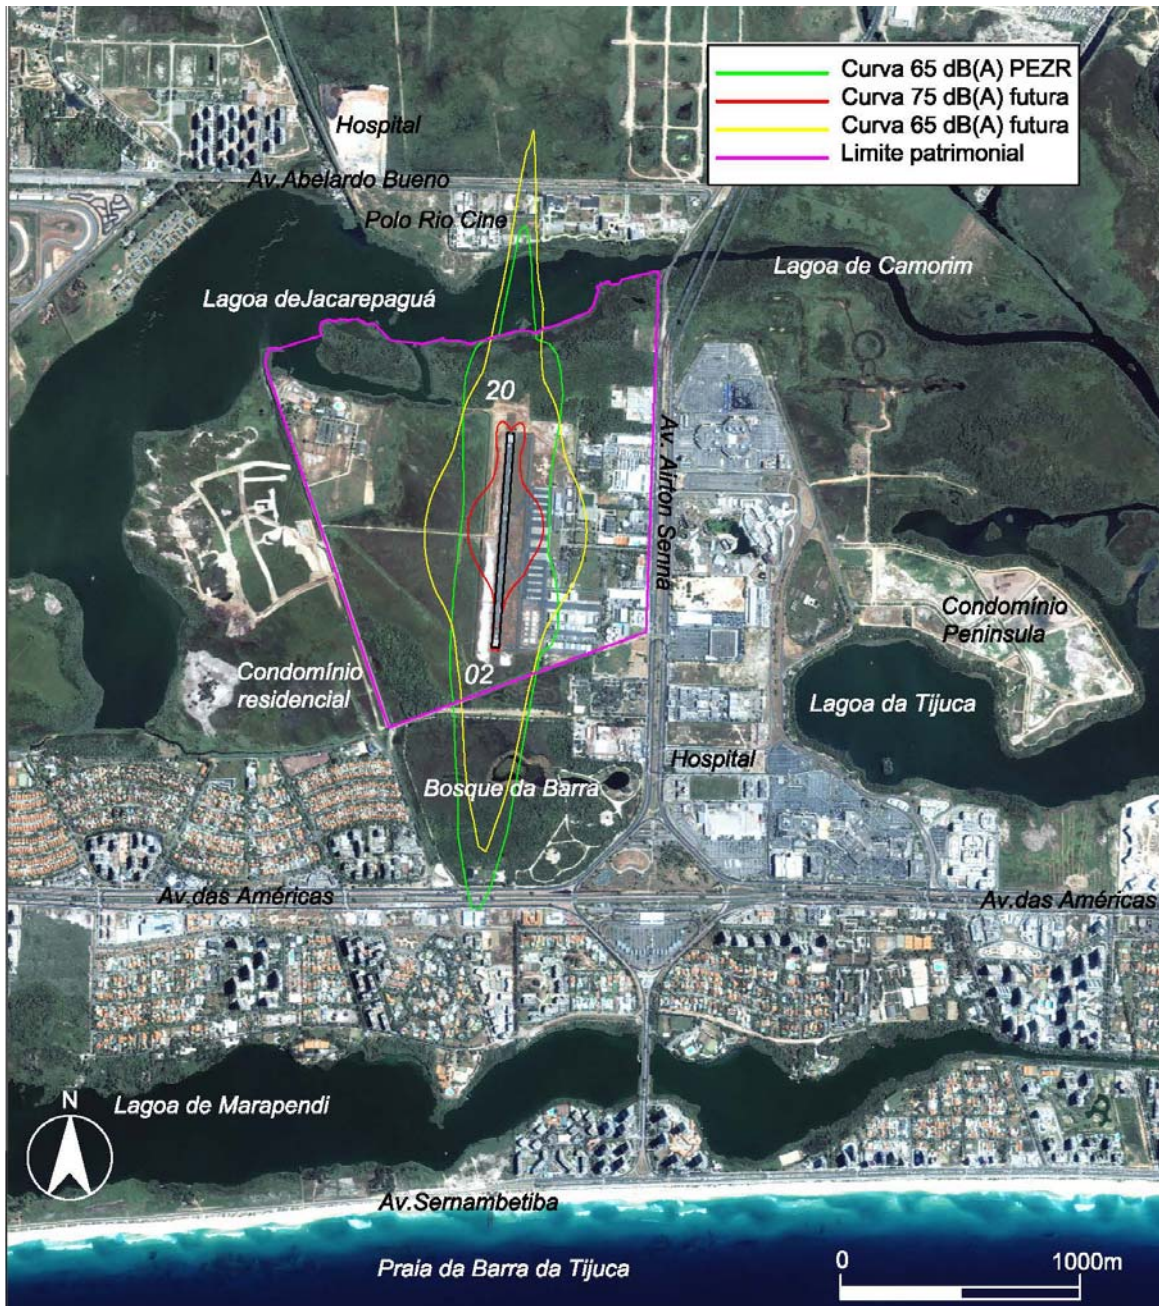 Curva 65 dB(A) PEZR
Curva 75 dB(A) futura
Curva 65 dB(A) futura
Limite patrimonial
Hospital
Av.Abelardo Bueno
Polo Rio Cine
Lagoa de Camorim
Lagoa deJacarepaguá
20
Av. Airton Senna
Condomínio
Peninsula
02
Condomínio
residencial
Lagoa da Tijuca
Hospital
Bosque da Barra
Av.das Américas
Av.das Américas
N
Lagoa de Marapendi
Av.Sernambetiba
Praia da Barra da Tijuca
0
1000m